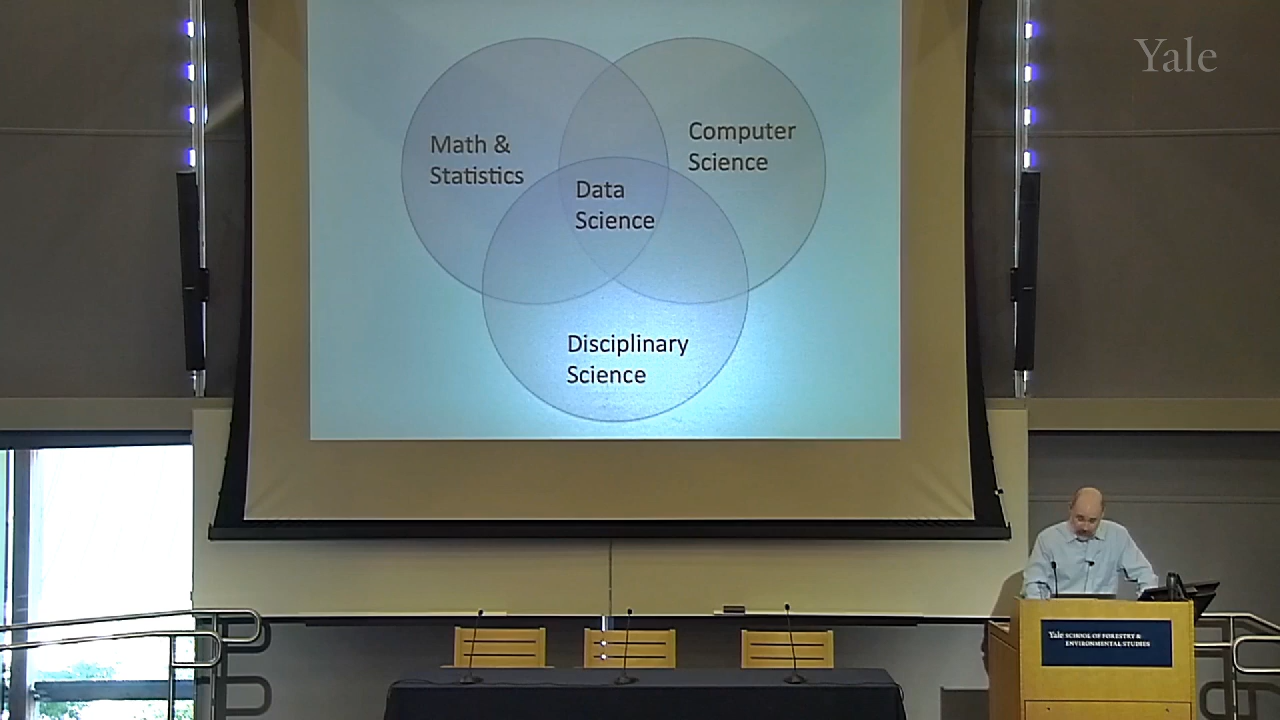 Yale
Math &
Statistics
Computer
Science
Data
Science
Disciplinary
Science
Yale SCHOOL OF FORESTRY &
ENVIRONMENTAL STUDIES